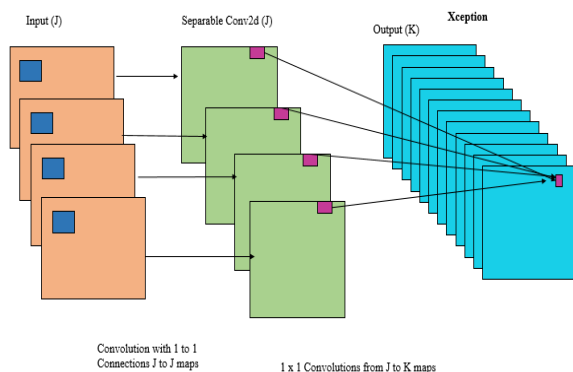 Xception
Input (J)
Separable Conv2d (J)
Output (K)
Convolution with 1 to 1
Connections J to J maps
1 x 1 Convolutions from J to K maps